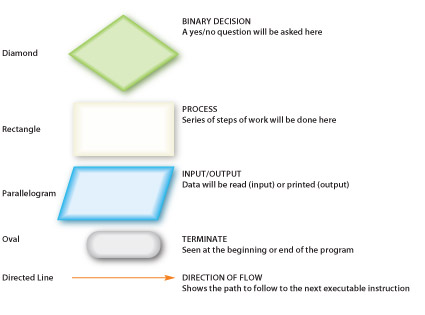 BINARY DECISION
A yes/no question will be asked here
Diamond
PROCESS
Series of steps of work will be done here
Rectangle
INPUT/OUTPUT
Data will be read (input) or printed (output)
Parallelogram
Oval
TERMINATE
Seen at the beginning or end of the program
Directed Line
DIRECTION OF FLOW
Shows the path to follow to the next executable instruction